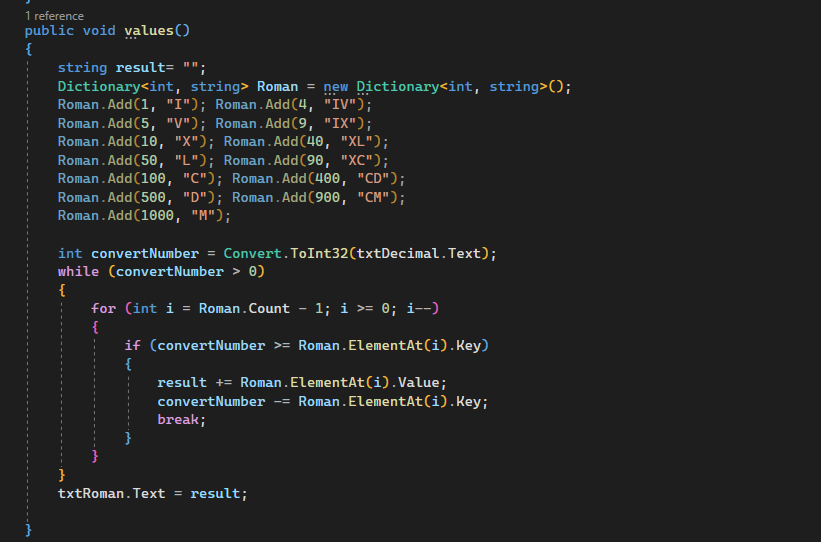 1 reference
public void values()
{
string result= "";
Dictionary<int, string> Roman = new Dictionary<int, string>();
Roman.Add(1, "I"); Roman.Add(4, "IV");
Roman.Add(5, "V"); Roman.Add(9, "IX");
Roman.Add(10, "X"); Roman.Add(40, "XL");
Roman.Add(50, "L"); Roman.Add(90, "XC");
Roman.Add(100, "C"); Roman.Add(400, "CD");
Roman.Add(500, "D"); Roman.Add(900, "CM");
Roman.Add(1000, "M");
int convertNumber = Convert.ToInt32(txtDecimal.Text);
while (convertNumber > 0)
{
for (int i = Roman.Count - 1; i >= 0; i--)
{
if (convertNumber >= Roman.ElementAt(i).Key)
{
result += Roman.ElementAt(i).Value;
convertNumber -= Roman.ElementAt(i).Key;
break;
}
}
}
txtRoman.Text = result;
}